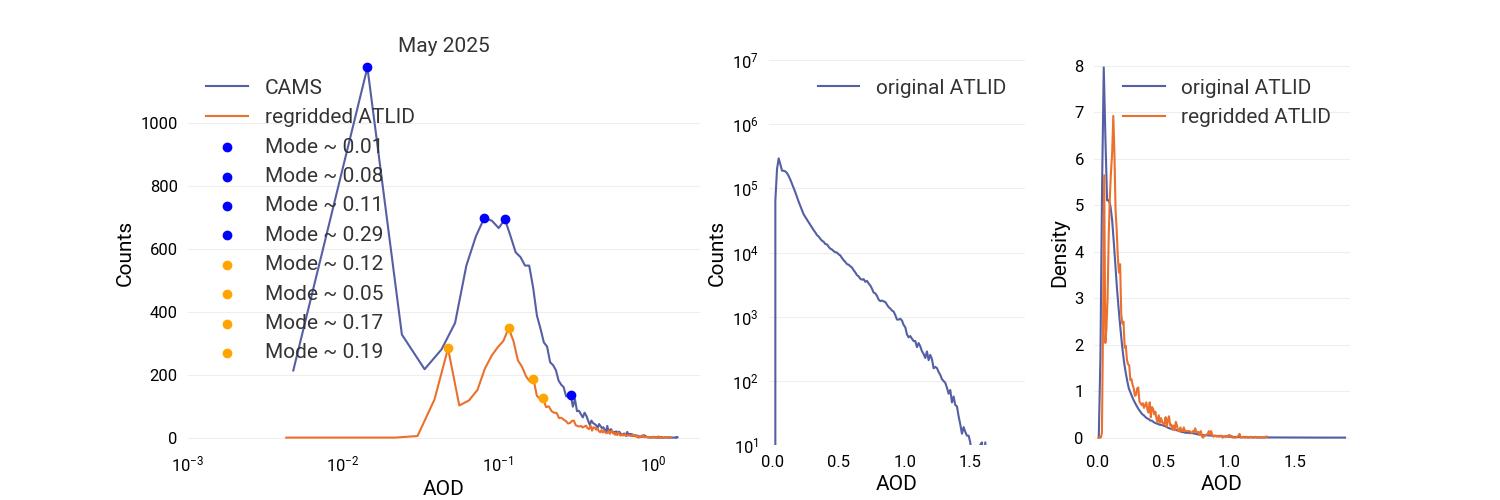 May 2025
CAMS
regridded ATLID
Mode ~ 0.01
Mode ~ 0.08
Mode ~ 0.11
Mode ~ 0.29
Mode ~ 0.12
Mode ~ 0.05
Mode ~ 0.17
Mode ~ 0.19
1000
800
600
400
200
0
Counts
10⁻³ 10⁻² 10⁻¹ 10⁰
AOD
original ATLID
10⁷
10⁶
10⁵
10⁴
10³
10²
10¹
Counts
0.0 0.5 1.0 1.5
AOD
original ATLID
regridded ATLID
8
7
6
5
4
3
2
1
0
Density
0.0 0.5 1.0 1.5
AOD